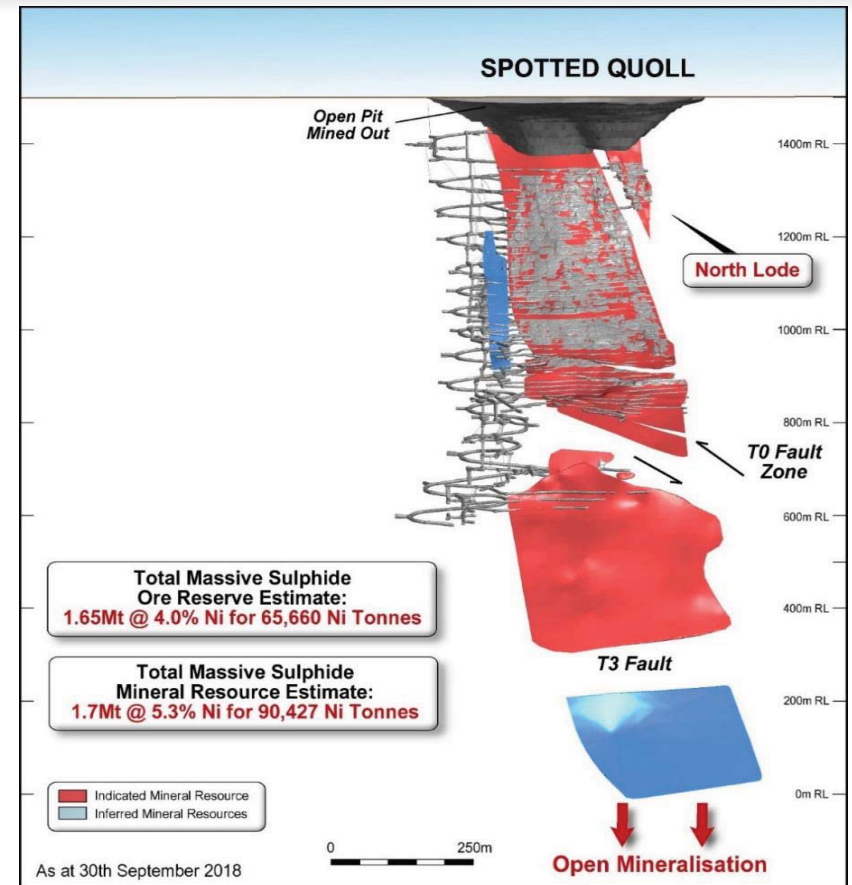 SPOTTED QUOLL
Open Pit
Mined Out
1400m RL
1200m RL
North Lode
1000m RL
800m RL
T0 Fault
Zone
600m RL
Total Massive Sulphide
Ore Reserve Estimate:
1.65Mt @ 4.0% Ni for 65,660 Ni Tonnes
400m RL
T3 Fault
Total Massive Sulphide
Mineral Resource Estimate:
1.7Mt @ 5.3% Ni for 90,427 Ni Tonnes
200m RL
Indicated Mineral Resource
Inferred Mineral Resources
0m RL
0 250m
Open Mineralisation
As at 30th September 2018